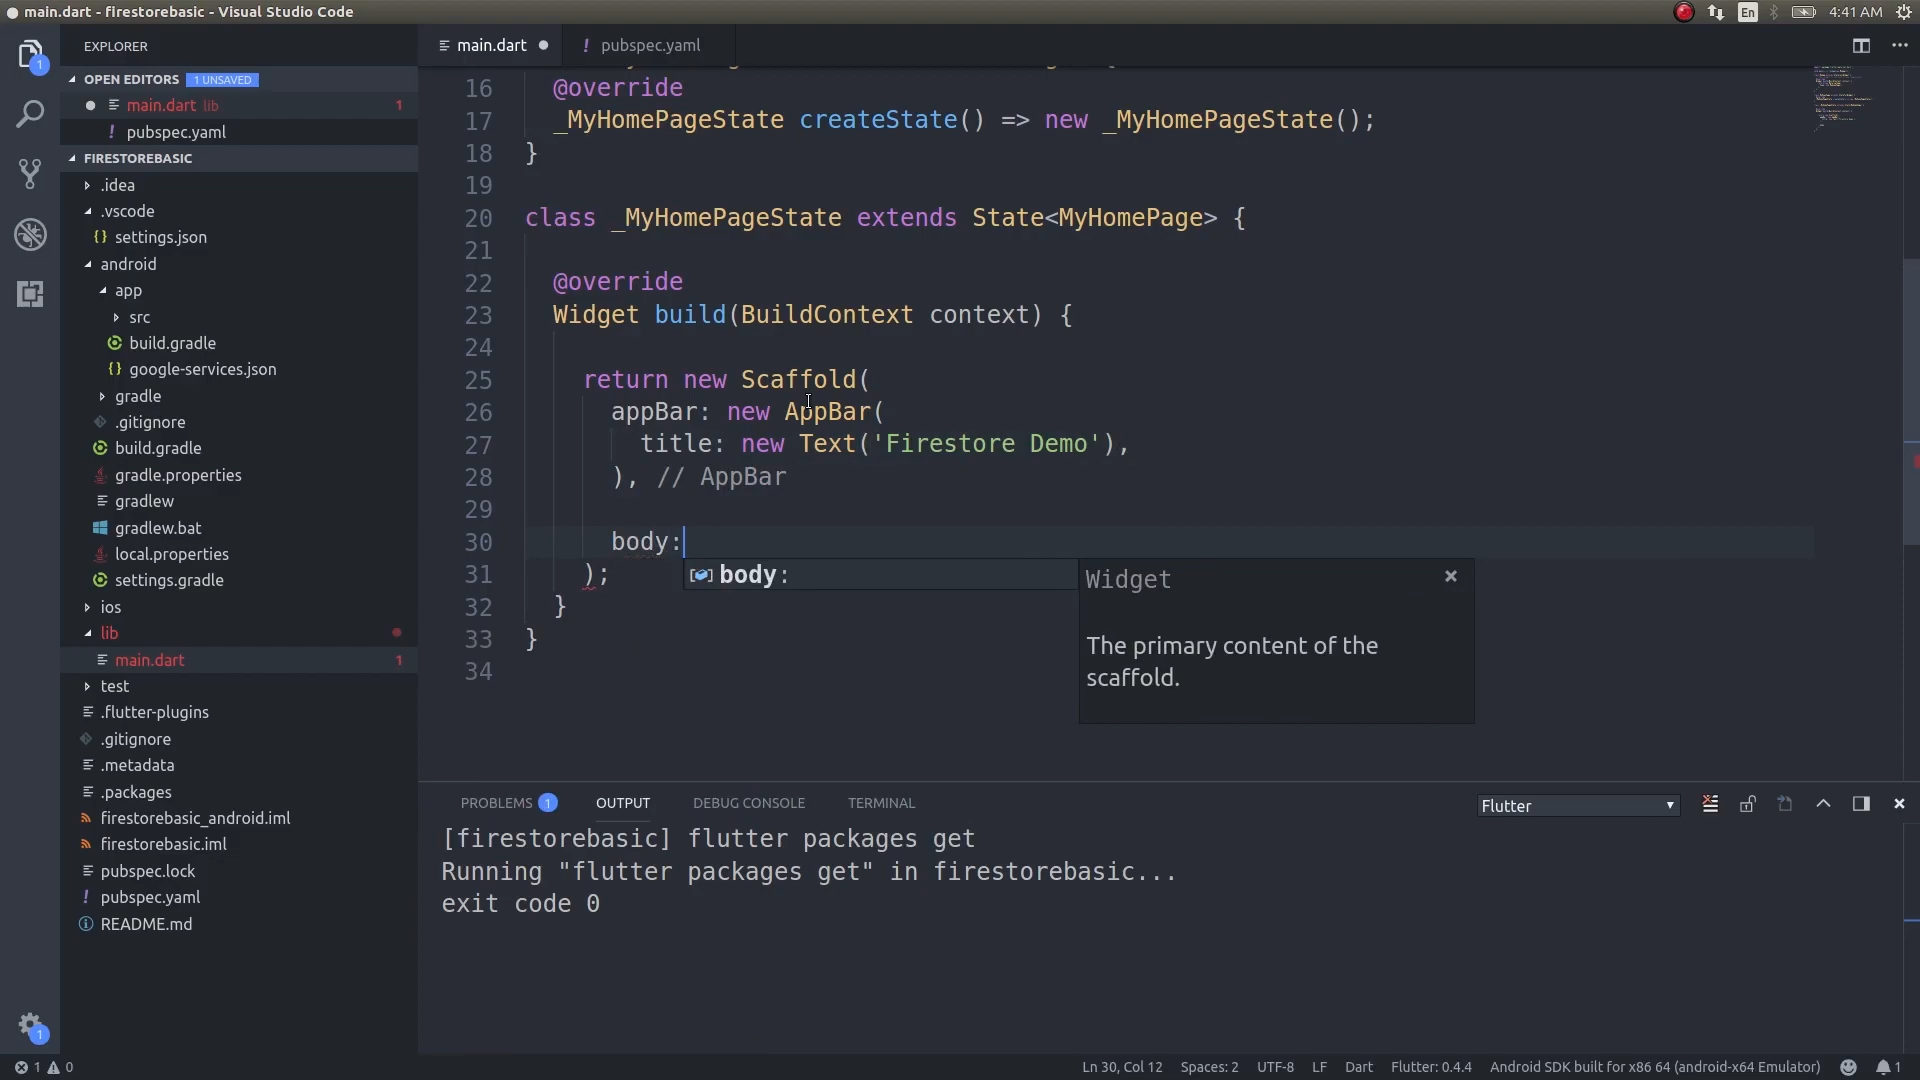 main.dart - firestorebasic - Visual Studio Code
En
4:41 AM
EXPLORER
OPEN EDITORS 1 UNSAVED
main.dart lib 1
pubspec.yaml
FIRESTOREBASIC
.idea
.vscode
settings.json
android
app
src
build.gradle
google-services.json
gradle
.gitignore
build.gradle
gradle.properties
gradlew
gradlew.bat
local.properties
settings.gradle
ios
lib
main.dart 1
test
.flutter-plugins
.gitignore
.metadata
.packages
firestorebasic_android.iml
firestorebasic.iml
pubspec.lock
pubspec.yaml
README.md
1
1
main.dart
pubspec.yaml
16 @override
17 _MyHomePageState createState() => new _MyHomePageState();
18 }
19
20 class _MyHomePageState extends State<MyHomePage> {
21
22 @override
23 Widget build(BuildContext context) {
24
25 return new Scaffold(
26 appBar: new AppBar(
27 title: new Text('Firestore Demo'),
28 ), // AppBar
29
30 body:
31 );
32 }
33 }
34
body:
Widget
The primary content of the
scaffold.
PROBLEMS 1 OUTPUT DEBUG CONSOLE TERMINAL
Flutter
[firestorebasic] flutter packages get
Running "flutter packages get" in firestorebasic...
exit code 0
1 0
Ln 30, Col 12 Spaces: 2 UTF-8 LF Dart Flutter: 0.4.4 Android SDK built for x86 64 (android-x64 Emulator) 1